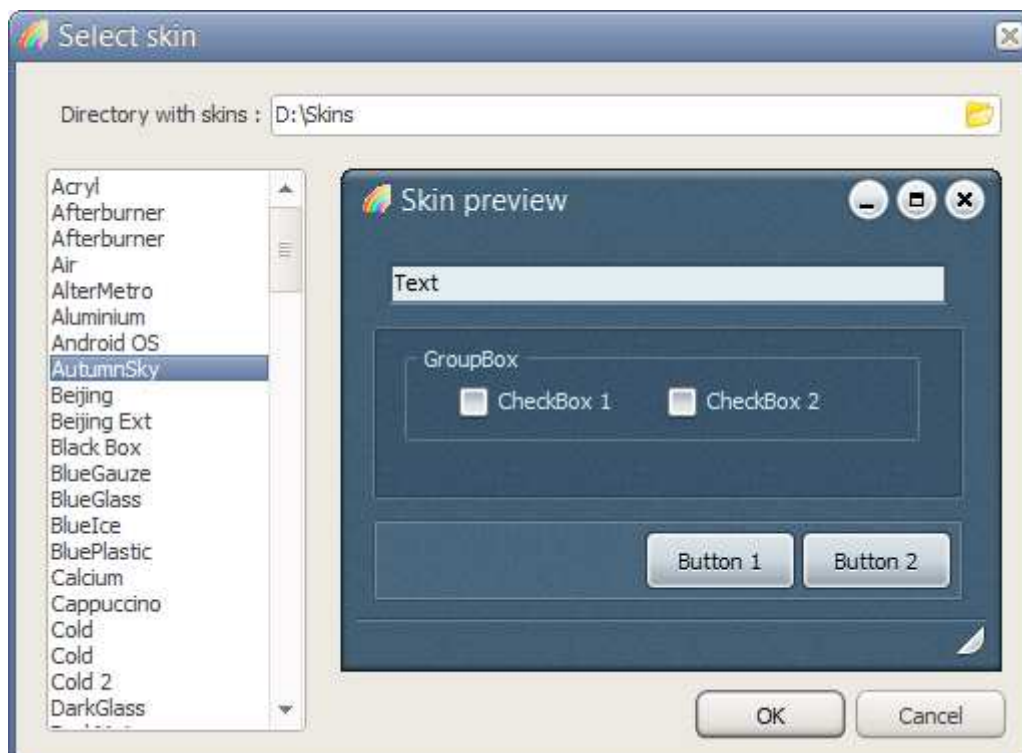 Select skin
Directory with skins : D:\Skins
Acryl
Afterburner
Afterburner
Air
AlterMetro
Aluminium
Android OS
AutumnSky
Beijing
Beijing Ext
Black Box
BlueGauze
BlueGlass
BlueIce
BluePlastic
Calcium
Cappuccino
Cold
Cold
Cold 2
DarkGlass
Skin preview
Text
GroupBox
CheckBox 1 CheckBox 2
Button 1 Button 2
OK Cancel